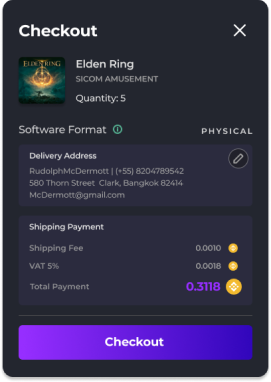 Checkout
ELDEN RING
Elden Ring
SICOM AMUSEMENT
Quantity: 5
Software Format
PHYSICAL
Delivery Address
RudolphMcDermott | (+55) 8204789542
580 Thorn Street Clark, Bangkok 82414
McDermott@gmail.com
Shipping Payment
Shipping Fee 0.0010
VAT 5% 0.0018
Total Payment 0.3118
Checkout